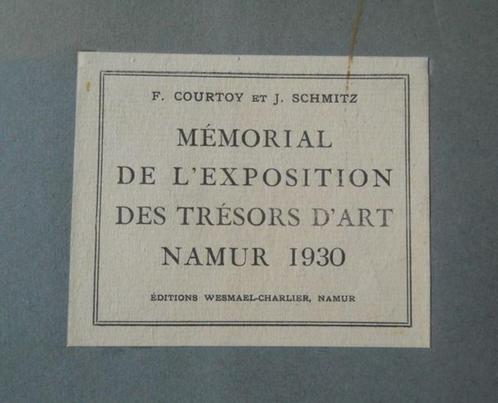 F. COURTOY ET J. SCHMITZ
MÉMORIAL
DE L'EXPOSITION
DES TRÉSORS D'ART
NAMUR 1930
ÉDITIONS WESMAEL-CHARLIER, NAMUR